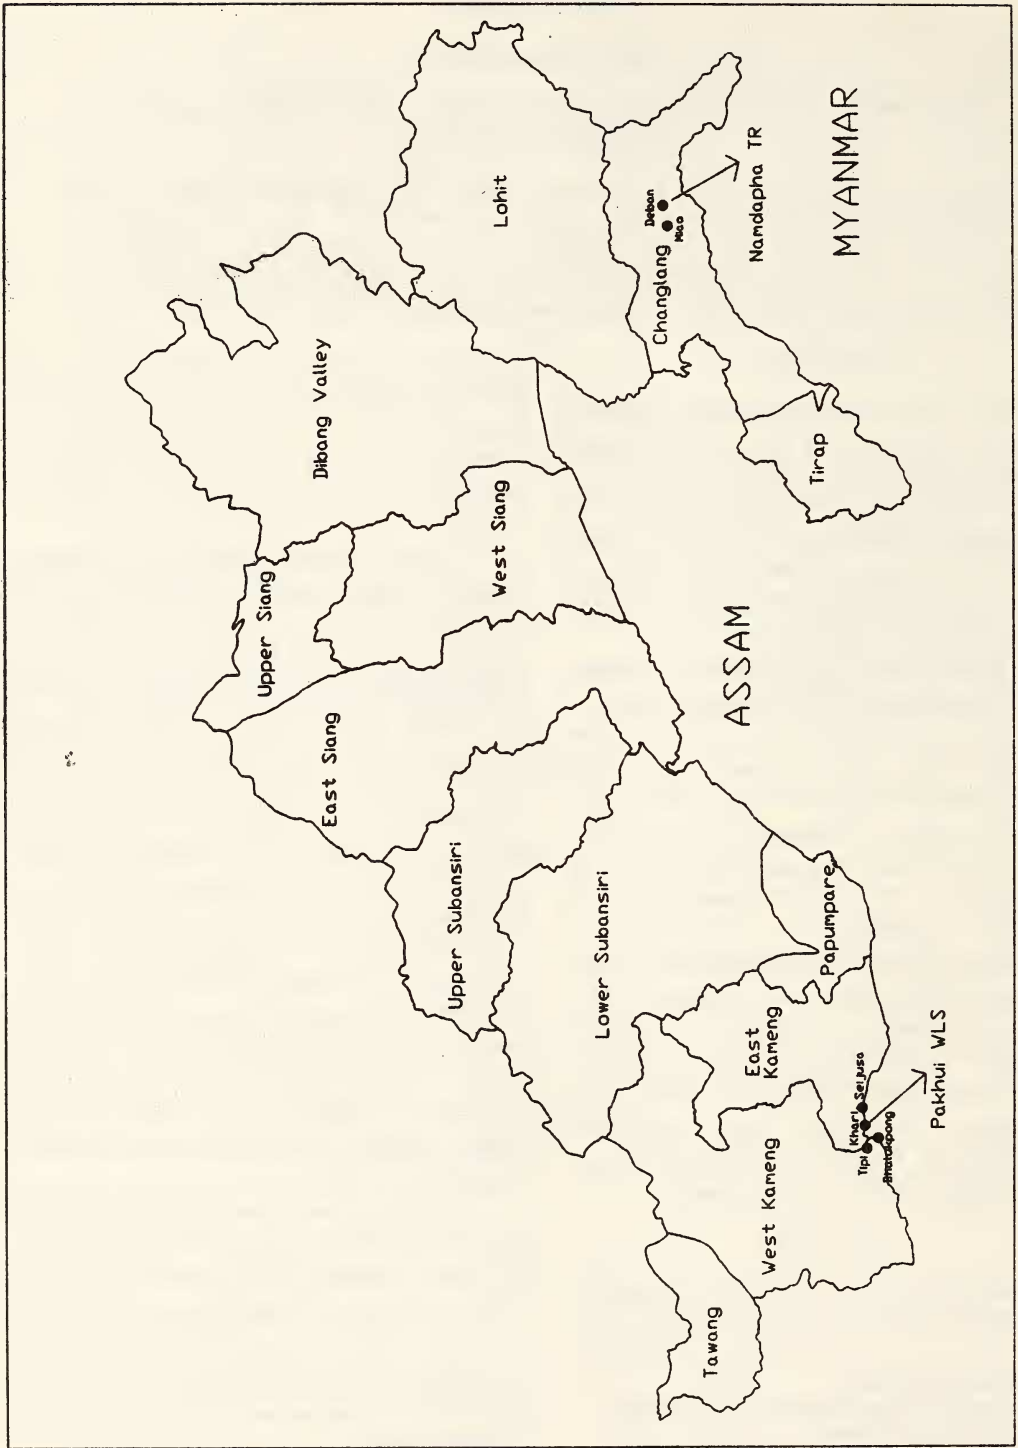 Upper Siang
Dibang Valley
Lohit
East Siang
West Siang
Upper Subansiri
Lower Subansiri
Changlang
Deban
Miao
Namdapha TR
MYANMAR
Tirap
ASSAM
Papumpare
East
Kameng
West Kameng
Tawang
Seijusa
Khari
Tipi
Bhalukpong
Pakhui WLS